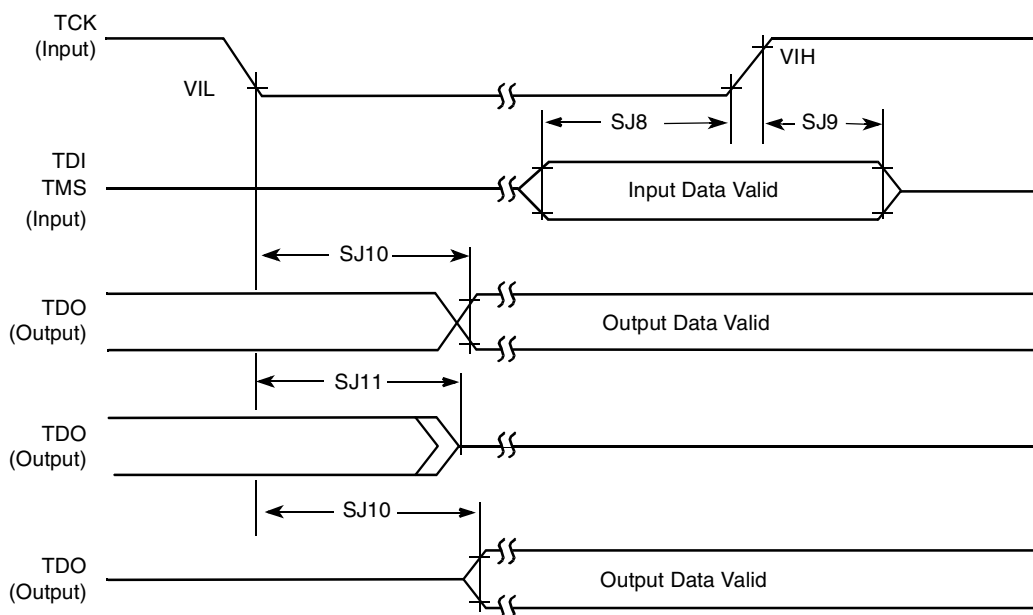 TCK
(Input)
VIL
VIH
SJ8
SJ9
TDI
TMS
(Input)
Input Data Valid
SJ10
TDO
(Output)
Output Data Valid
SJ11
TDO
(Output)
SJ10
TDO
(Output)
Output Data Valid